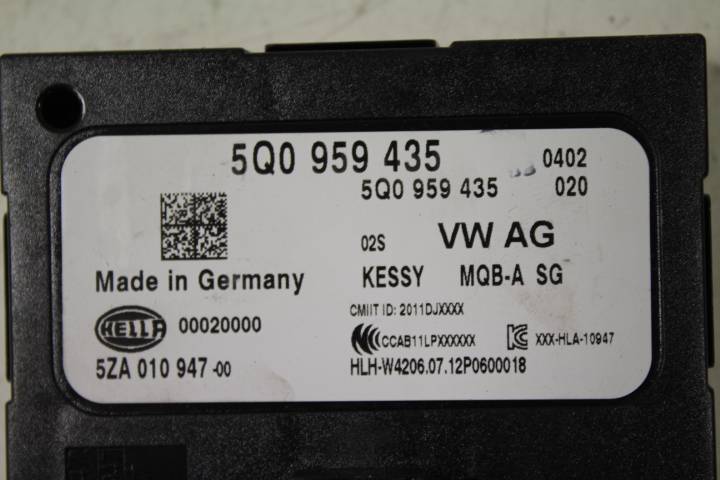 5Q0 959 435 0402
5Q0 959 435 020
02S VW AG
Made in Germany KESSY MQB-A SG
CMIIT ID: 2011DJXXXX
HELLA 00020000 CCAB11LPXXXXXX XXX-HLA-10947
5ZA 010 947-00 HLH-W4206.07.12P0600018